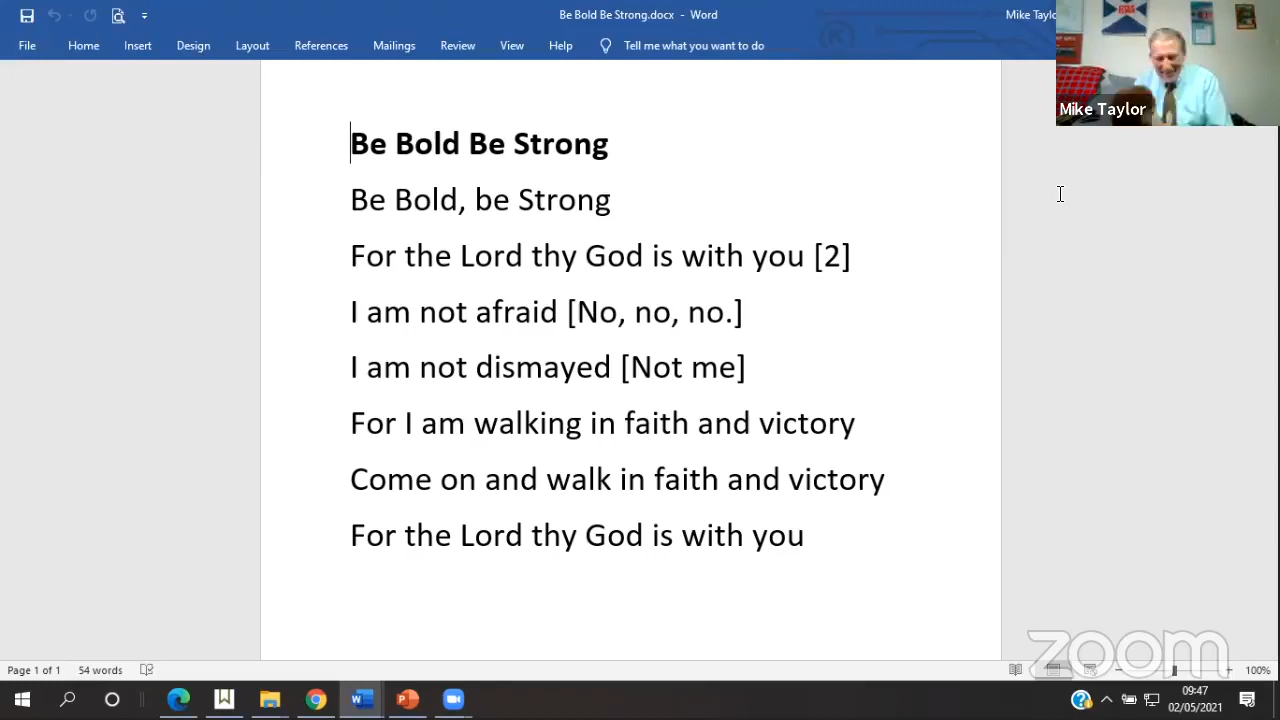 Be Bold Be Strong.docx - Word
Mike Taylo
File Home Insert Design Layout References Mailings Review View Help Tell me what you want to do
Mike Taylor
Be Bold Be Strong
Be Bold, be Strong
For the Lord thy God is with you [2]
I am not afraid [No, no, no.]
I am not dismayed [Not me]
For I am walking in faith and victory
Come on and walk in faith and victory
For the Lord thy God is with you
zoom
Page 1 of 1 54 words 100%
09:47
02/05/2021